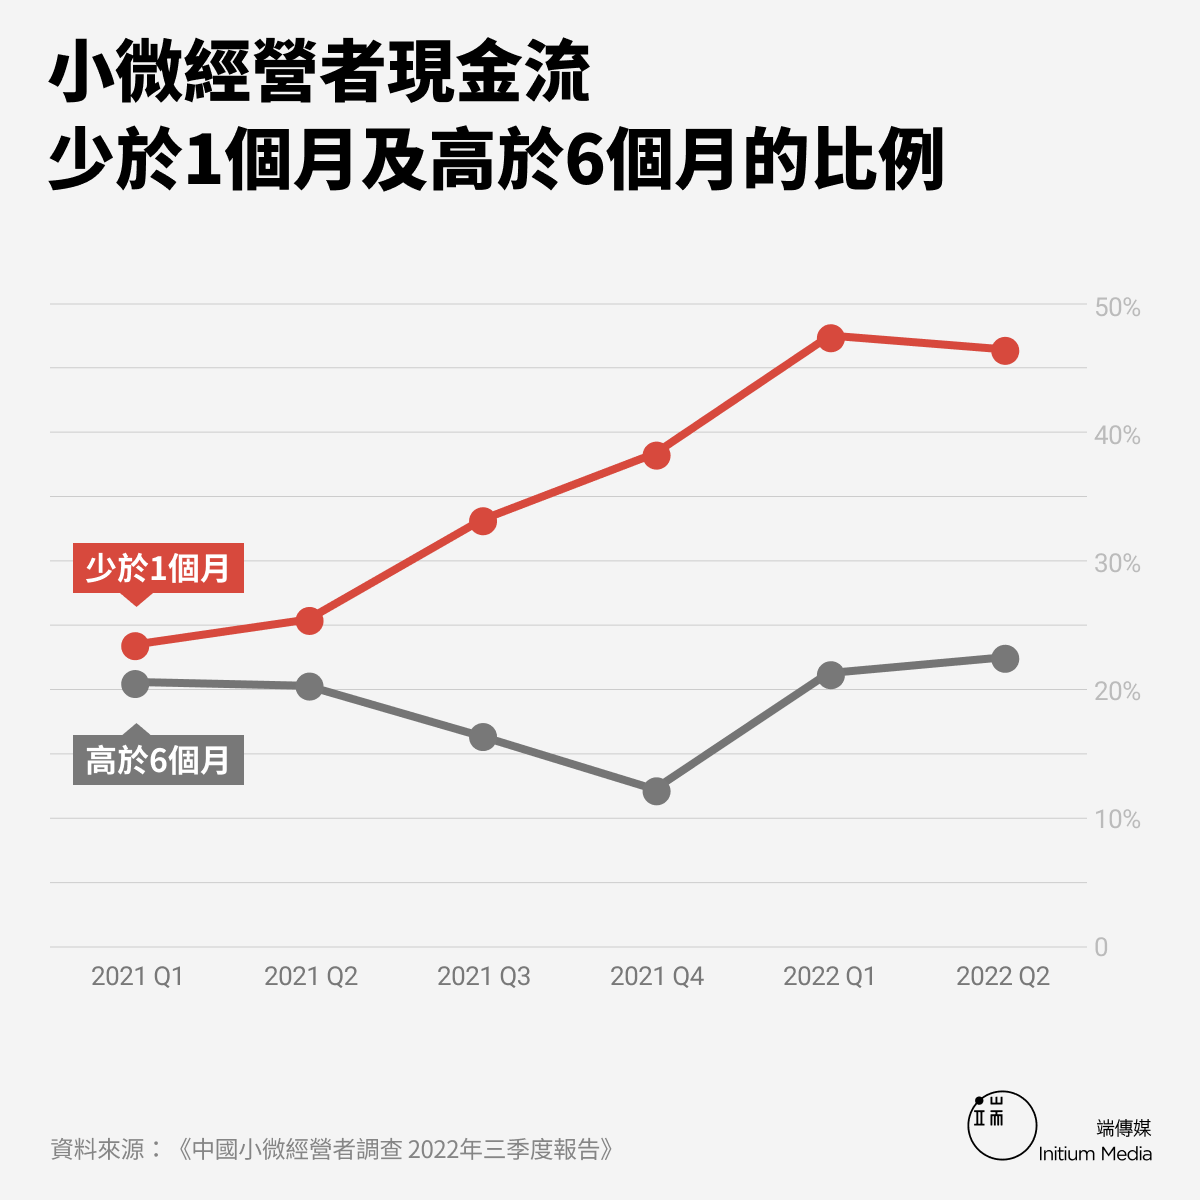 小微經營者現金流
少於1個月及高於6個月的比例
50%
40%
30%
20%
10%
0
少於1個月
高於6個月
2021 Q1
2021 Q2
2021 Q3
2021 Q4
2022 Q1
2022 Q2
資料來源：《中國小微經營者調查 2022年三季度報告》
端
端傳媒
Initium Media